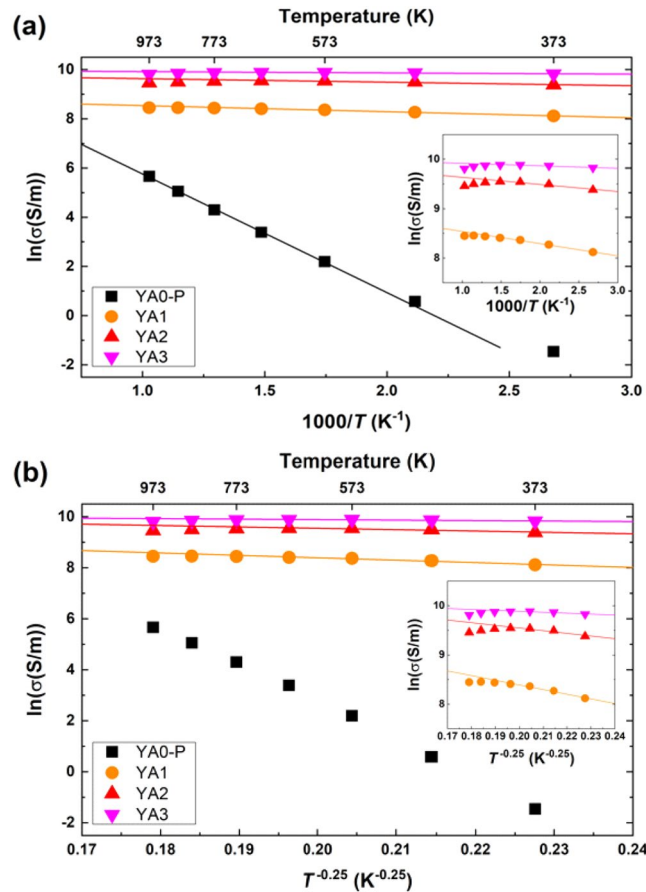 (a)
Temperature (K)
973 773 573 373
10
8
6
4
2
0
-2
ln(σ(S/m))
YA0-P
YA1
YA2
YA3
10
9
8
1.0 1.5 2.0 2.5 3.0
1000/T (K⁻¹)
1.0 1.5 2.0 2.5 3.0
1000/T (K⁻¹)
(b)
Temperature (K)
973 773 573 373
10
8
6
4
2
0
-2
ln(σ(S/m))
YA0-P
YA1
YA2
YA3
10
9
8
0.17 0.18 0.19 0.20 0.21 0.22 0.23 0.24
T⁻⁰·²⁵ (K⁻⁰·²⁵)
0.17 0.18 0.19 0.20 0.21 0.22 0.23 0.24
T⁻⁰·²⁵ (K⁻⁰·²⁵)